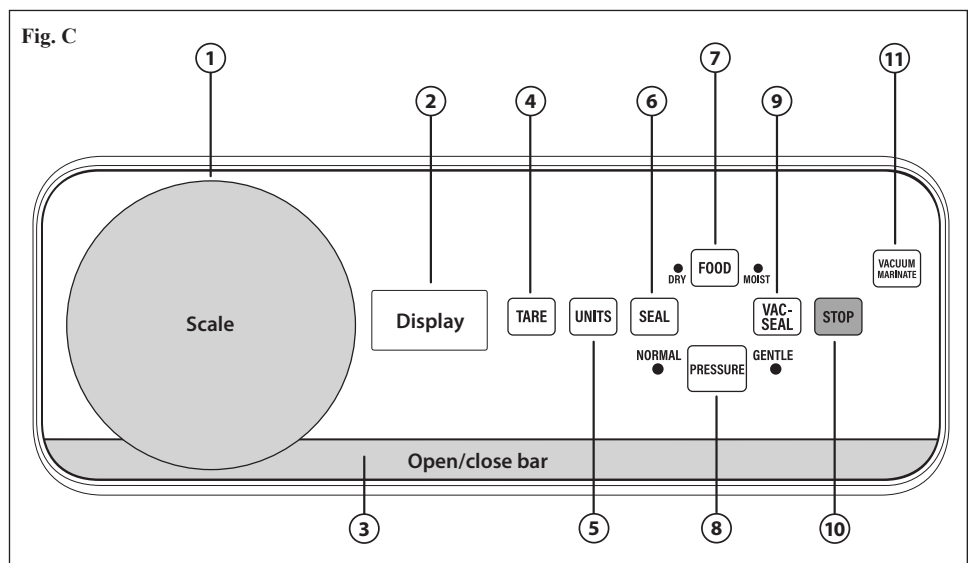 Fig. C
1
2
4
6
7
9
11
Scale
Display
TARE
UNITS
SEAL
DRY
FOOD
MOIST
VAC-
SEAL
STOP
VACUUM
MARINATE
NORMAL
PRESSURE
GENTLE
Open/close bar
3
5
8
10